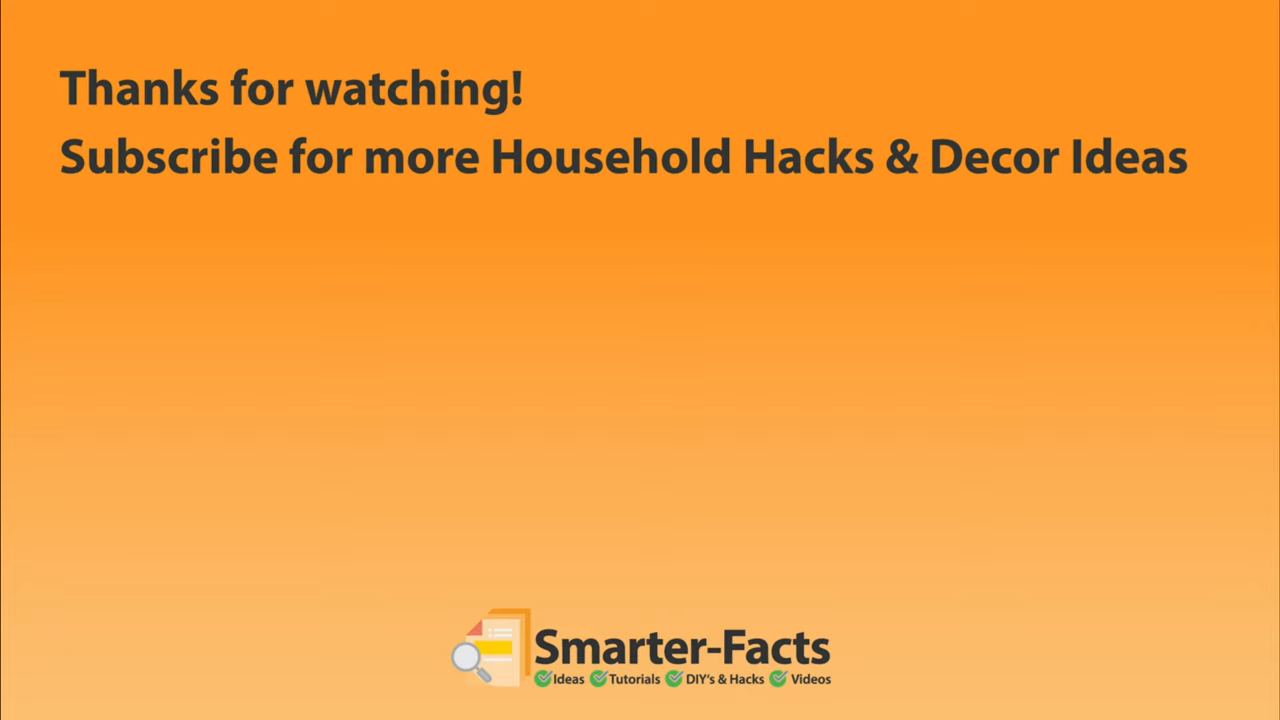 Thanks for watching!
Subscribe for more Household Hacks & Decor Ideas
Smarter-Facts
Ideas Tutorials DIY's & Hacks Videos